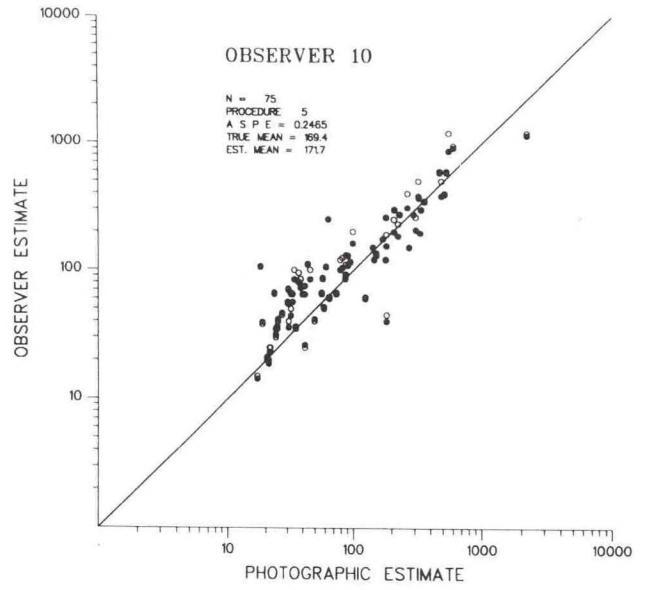 10000
OBSERVER 10
N = 75
PROCEDURE 5
A S P E = 0.2465
TRUE MEAN = 169.4
EST. MEAN = 171.7
1000
OBSERVER ESTIMATE
100
10
10 100 1000 10000
PHOTOGRAPHIC ESTIMATE